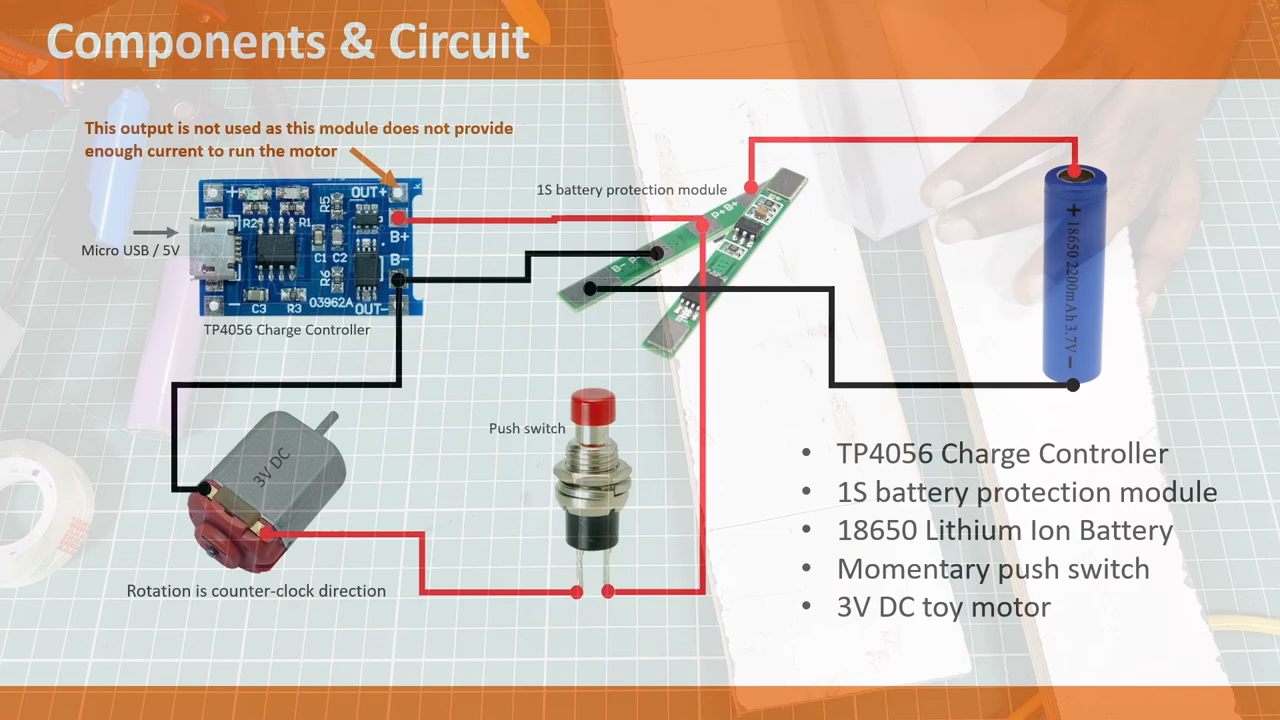 Components & Circuit
This output is not used as this module does not provide
enough current to run the motor
1S battery protection module
OUT+
R5
R2
R1
B+
P+ B+
Micro USB / 5V
C1 C2
B-
B-
R6
C3
R3
03962A
OUT-
TP4056 Charge Controller
+ 18650 2200mAh 3.7V -
Push switch
3V DC
Rotation is counter-clock direction
• TP4056 Charge Controller
• 1S battery protection module
• 18650 Lithium Ion Battery
• Momentary push switch
• 3V DC toy motor